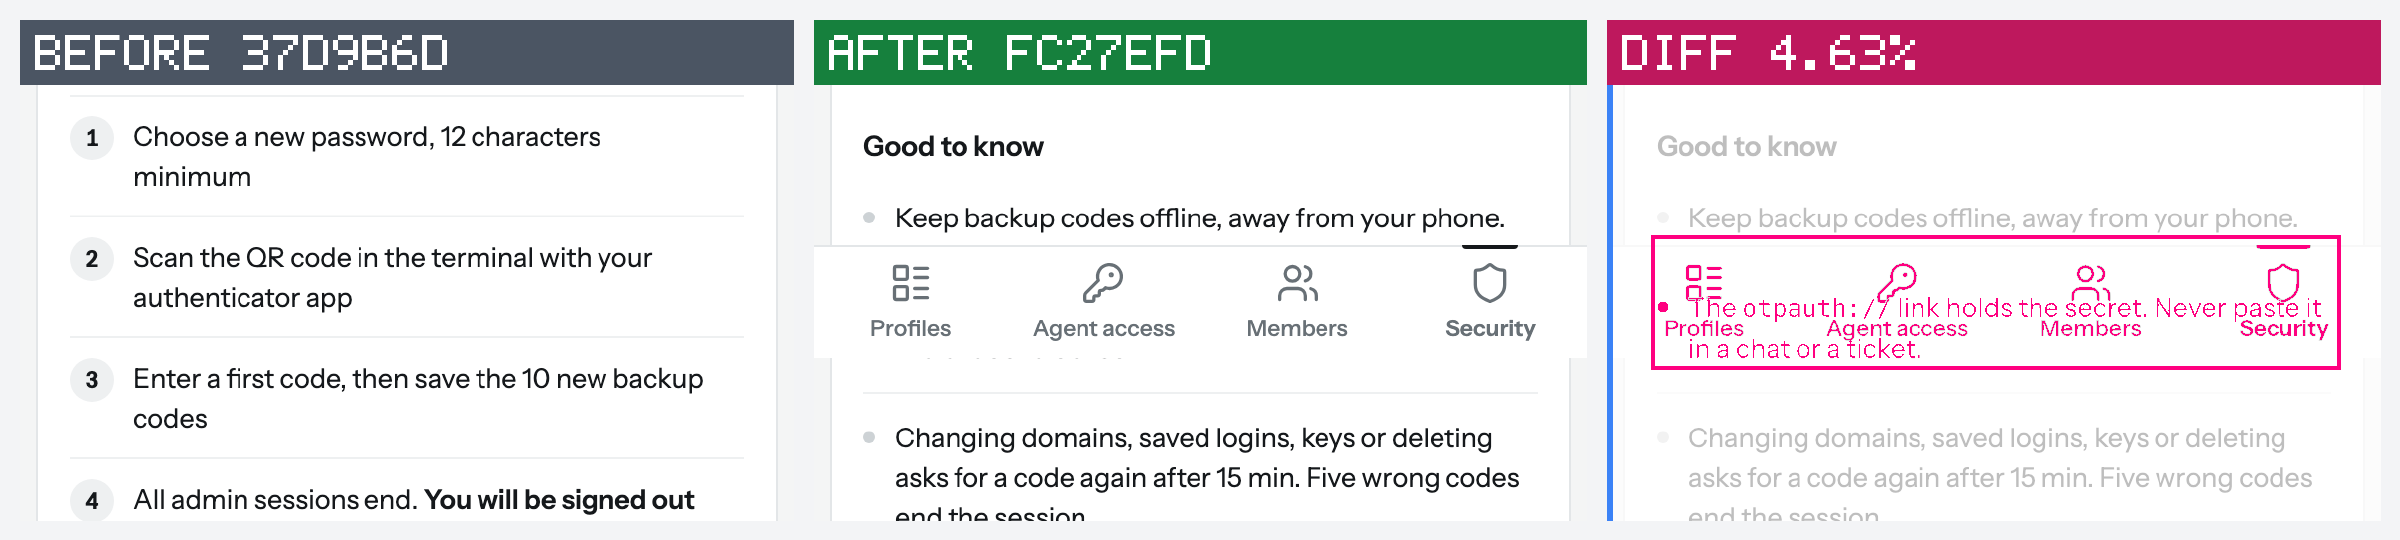 BEFORE 37D9B6D
1 Choose a new password, 12 characters
minimum
2 Scan the QR code in the terminal with your
authenticator app
3 Enter a first code, then save the 10 new backup
codes
4 All admin sessions end. You will be signed out
AFTER FC27EFD
Good to know
Keep backup codes offline, away from your phone.
Profiles Agent access Members Security
Changing domains, saved logins, keys or deleting
asks for a code again after 15 min. Five wrong codes
end the session.
DIFF 4.63%
Good to know
Keep backup codes offline, away from your phone.
The otpauth:// link holds the secret. Never paste it
Profiles Agent access Members Security
in a chat or a ticket.
Changing domains, saved logins, keys or deleting
asks for a code again after 15 min. Five wrong codes
end the session.